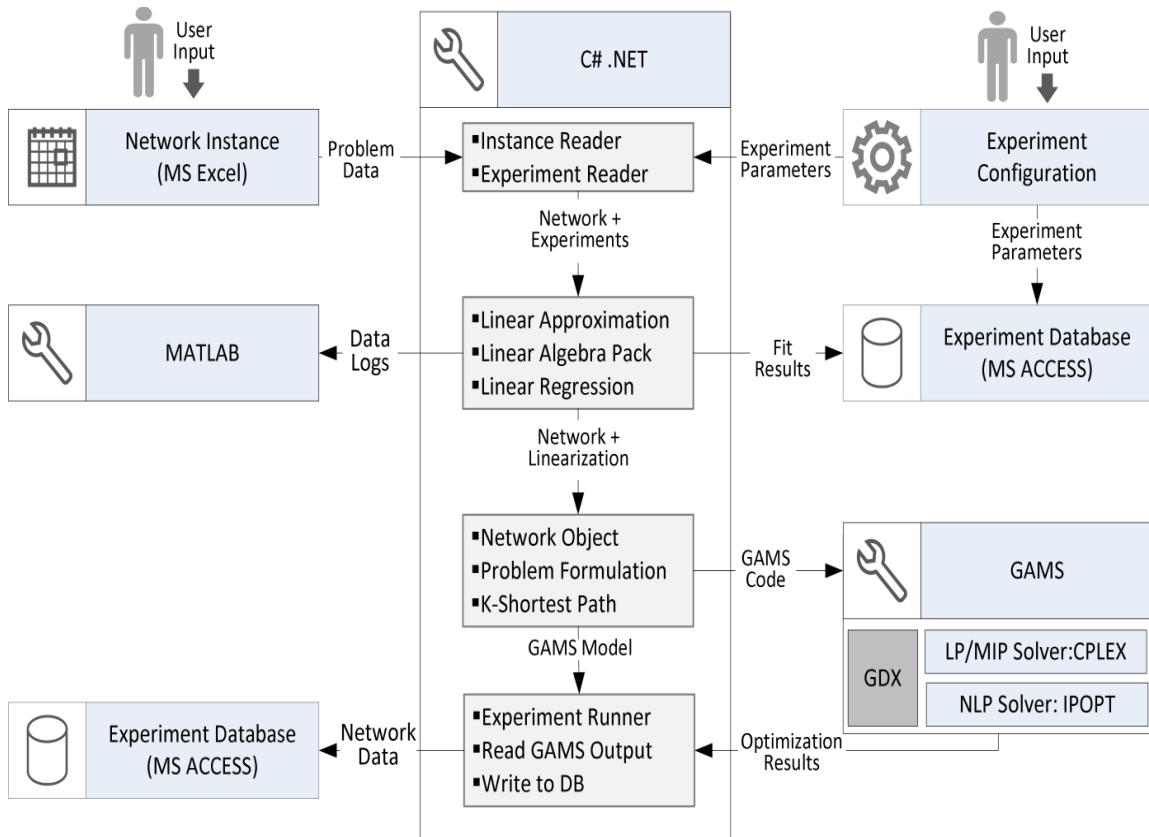 User
Input
C# .NET
User
Input
Network Instance
(MS Excel)
Problem
Data
▪Instance Reader
▪Experiment Reader
Experiment
Parameters
Experiment
Configuration
Network +
Experiments
Experiment
Parameters
MATLAB
Data
Logs
▪Linear Approximation
▪Linear Algebra Pack
▪Linear Regression
Fit
Results
Experiment Database
(MS ACCESS)
Network +
Linearization
▪Network Object
▪Problem Formulation
▪K-Shortest Path
GAMS
Code
GAMS
GDX
LP/MIP Solver:CPLEX
NLP Solver: IPOPT
GAMS Model
Experiment Database
(MS ACCESS)
Network
Data
▪Experiment Runner
▪Read GAMS Output
▪Write to DB
Optimization
Results